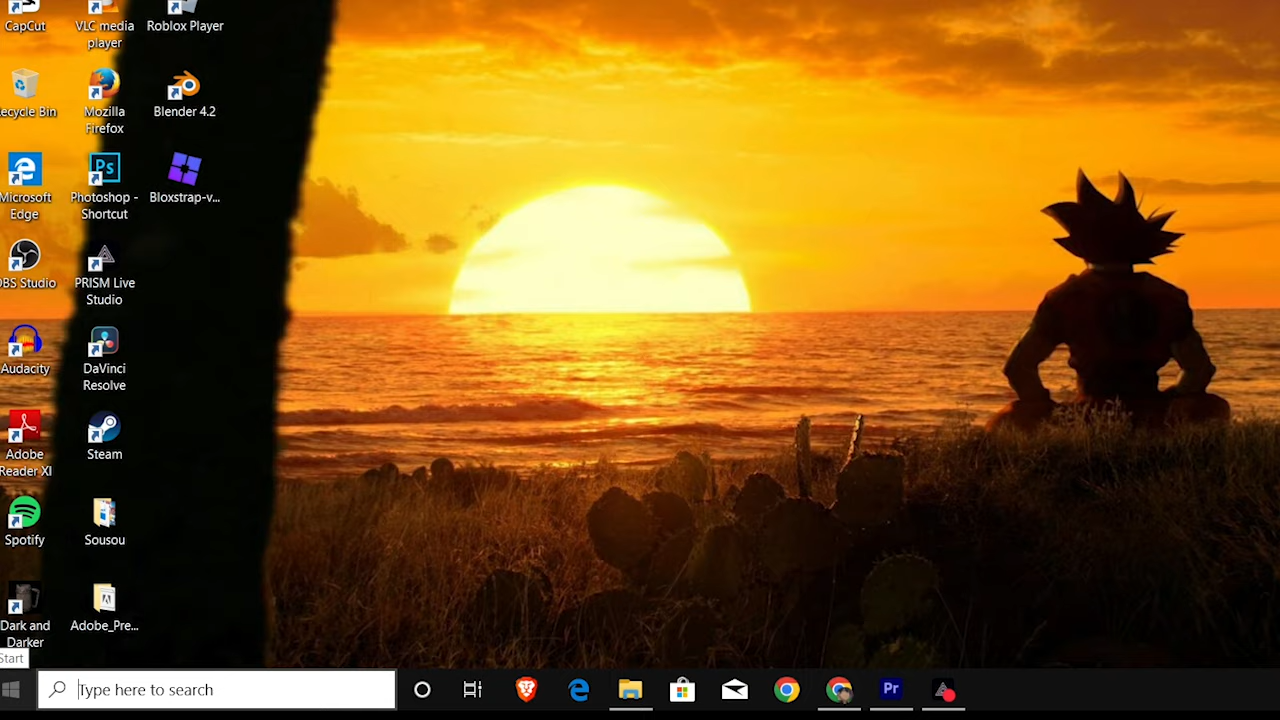 CapCut
VLC media
player
Roblox Player
ecycle Bin
Mozilla
Firefox
Blender 4.2
Microsoft
Edge
Ps
Photoshop -
Shortcut
Bloxstrap-v...
OBS Studio
PRISM Live
Studio
Audacity
DaVinci
Resolve
Adobe
Reader XI
Steam
Spotify
Sousou
Dark and
Darker
Adobe_Pre...
Start
Type here to search
Pr